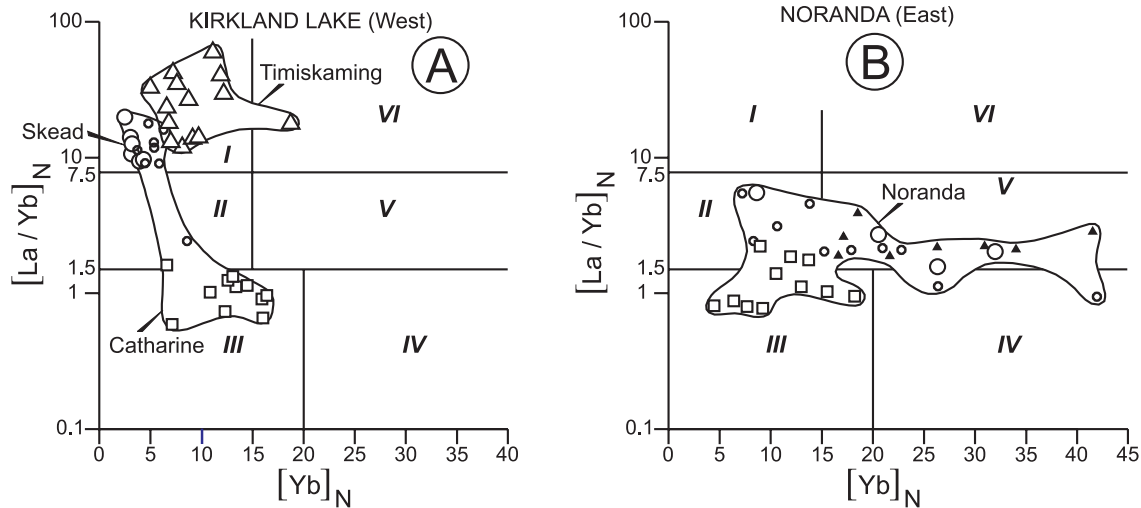 KIRKLAND LAKE (West)
A
100
10
7.5
1.5
1
0.1
[La / Yb]N
Timiskaming
Skead
Catharine
VI
I
II
V
III
IV
0 5 10 15 20 25 30 35 40
[Yb]N
NORANDA (East)
B
100
10
7.5
1.5
1
0.1
[La / Yb]N
I
VI
V
II
Noranda
III
IV
0 5 10 15 20 25 30 35 40 45
[Yb]N